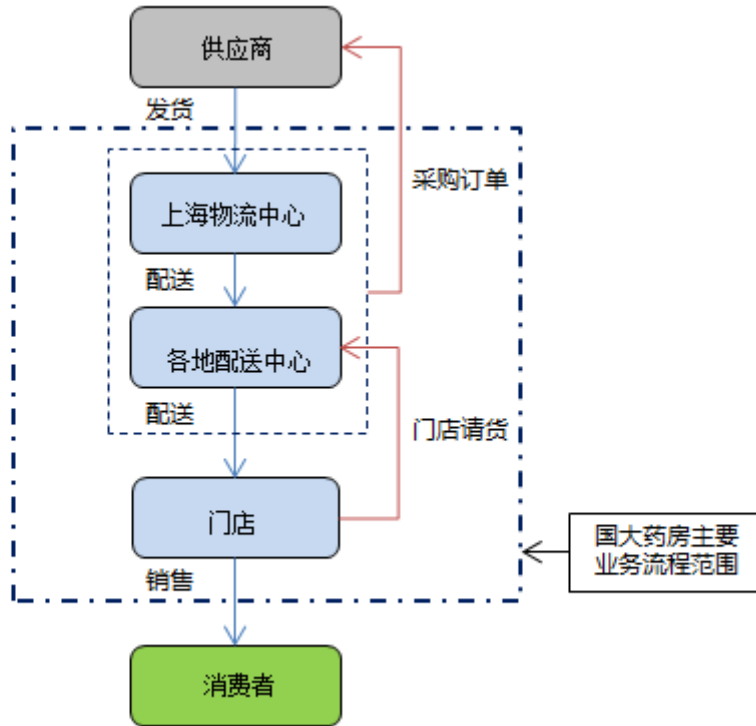 供应商
发货
采购订单
上海物流中心
配送
各地配送中心
配送
门店请货
门店
国大药房主要
业务流程范围
销售
消费者